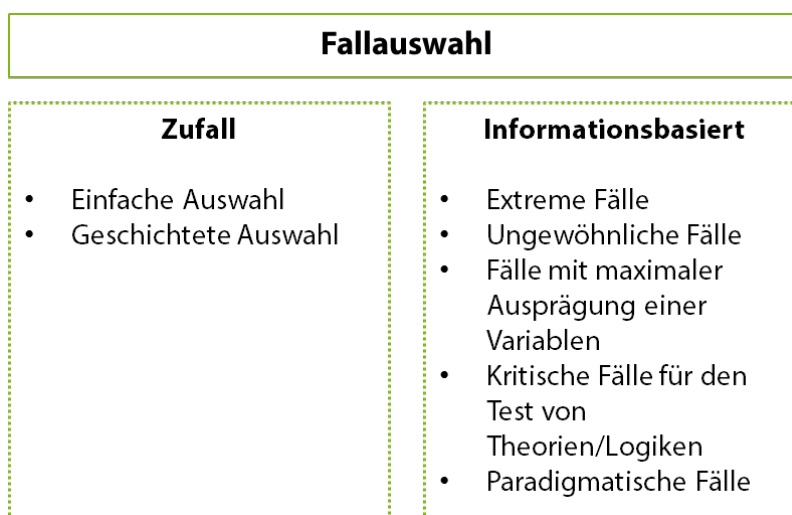 Fallauswahl
Zufall
• Einfache Auswahl
• Geschichtete Auswahl
Informationsbasiert
• Extreme Fälle
• Ungewöhnliche Fälle
• Fälle mit maximaler
Ausprägung einer
Variablen
• Kritische Fälle für den
Test von
Theorien/Logiken
• Paradigmatische Fälle